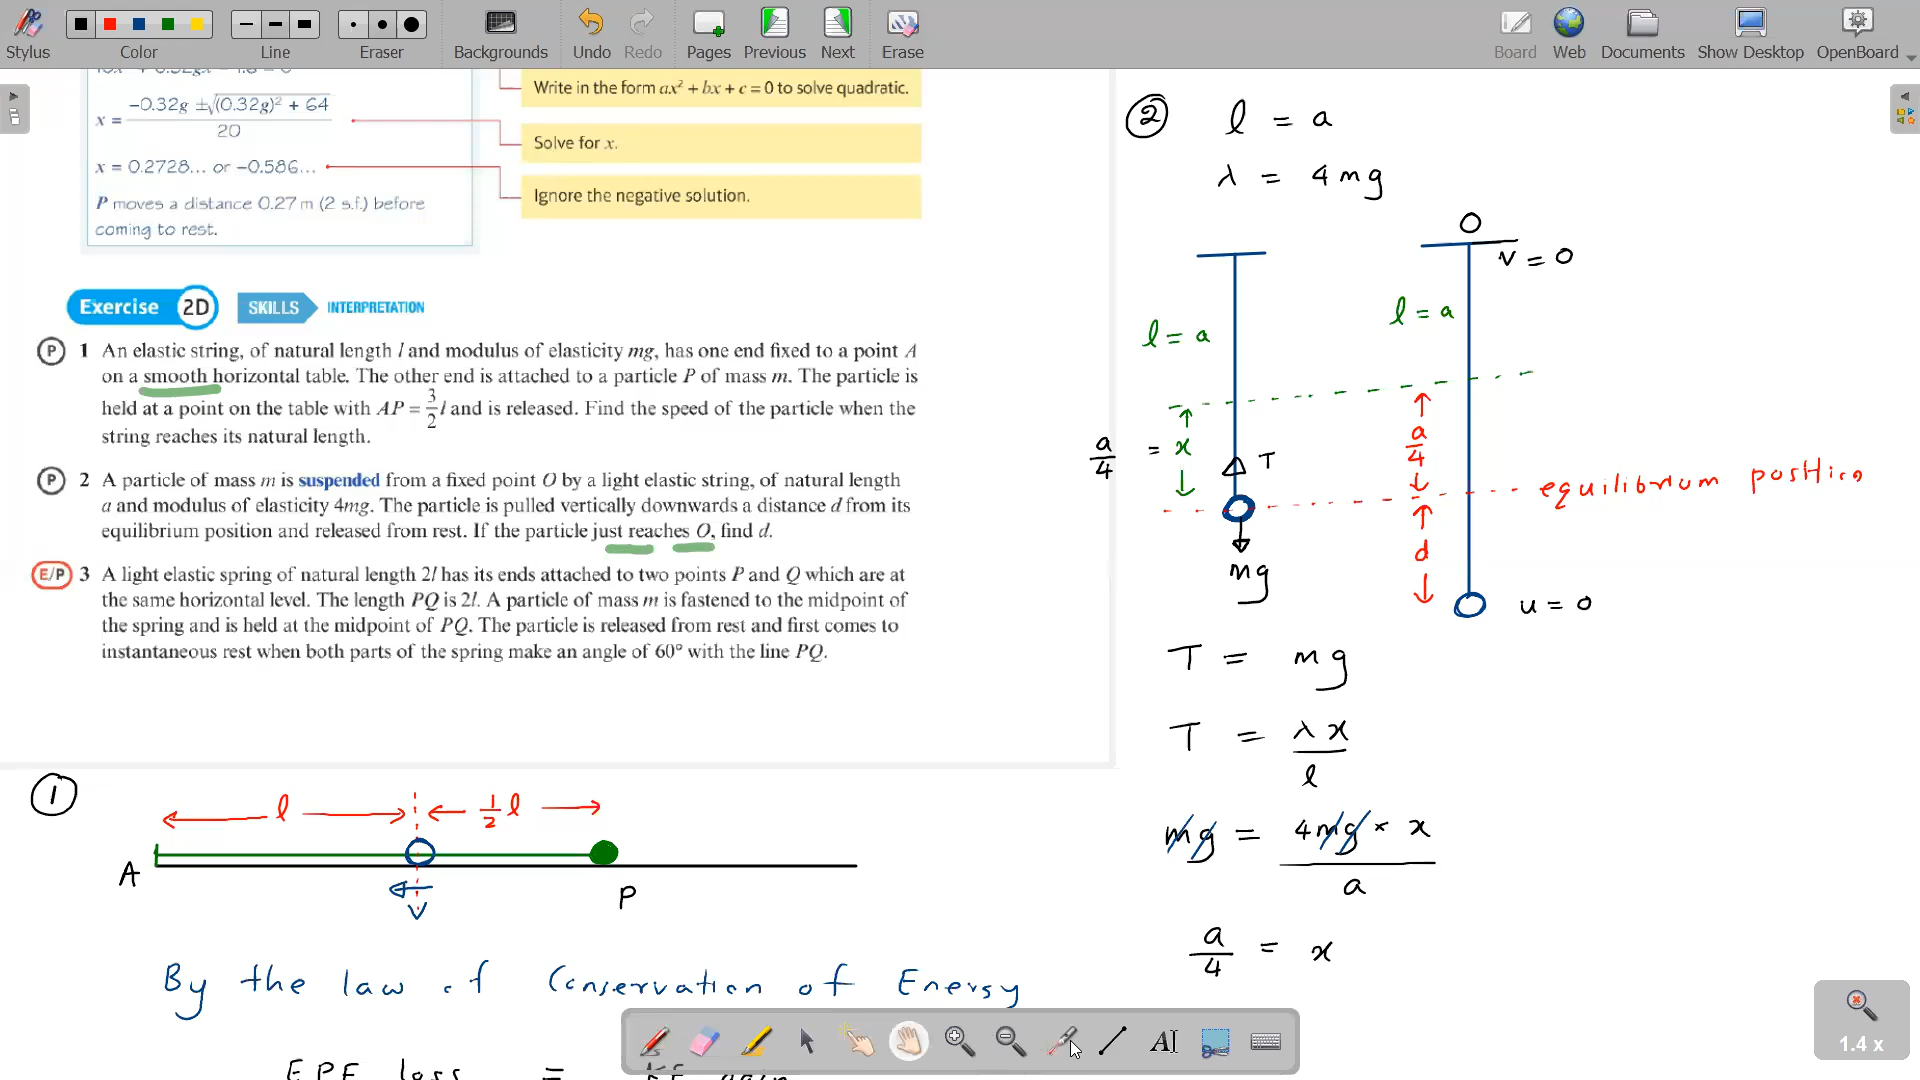 Stylus Color Line Eraser Backgrounds Undo Redo Pages Previous Next Erase Board Web Documents Show Desktop OpenBoard
Write in the form ax² + bx + c = 0 to solve quadratic.
x = (-0.32g ±√((0.32g)² + 64))/20
Solve for x.
x = 0.2728... or -0.586...
Ignore the negative solution.
P moves a distance 0.27 m (2 s.f.) before
coming to rest.
Exercise 2D SKILLS INTERPRETATION
P 1 An elastic string, of natural length l and modulus of elasticity mg, has one end fixed to a point A
on a smooth horizontal table. The other end is attached to a particle P of mass m. The particle is
held at a point on the table with AP = 3/2 l and is released. Find the speed of the particle when the
string reaches its natural length.
P 2 A particle of mass m is suspended from a fixed point O by a light elastic string, of natural length
a and modulus of elasticity 4mg. The particle is pulled vertically downwards a distance d from its
equilibrium position and released from rest. If the particle just reaches O, find d.
E/P 3 A light elastic spring of natural length 2l has its ends attached to two points P and Q which are at
the same horizontal level. The length PQ is 2l. A particle of mass m is fastened to the midpoint of
the spring and is held at the midpoint of PQ. The particle is released from rest and first comes to
instantaneous rest when both parts of the spring make an angle of 60° with the line PQ.
1
l 1/2 l
A
P
V
By the law of Conservation of Energy
EPE loss = KE gain
2 l = a
λ = 4mg
O
v = 0
l = a
l = a
a/4 = x
T
a/4
equilibrium position
d
mg
u = 0
T = mg
T = λx/l
mg = 4mg × x / a
a/4 = x
1.4 x